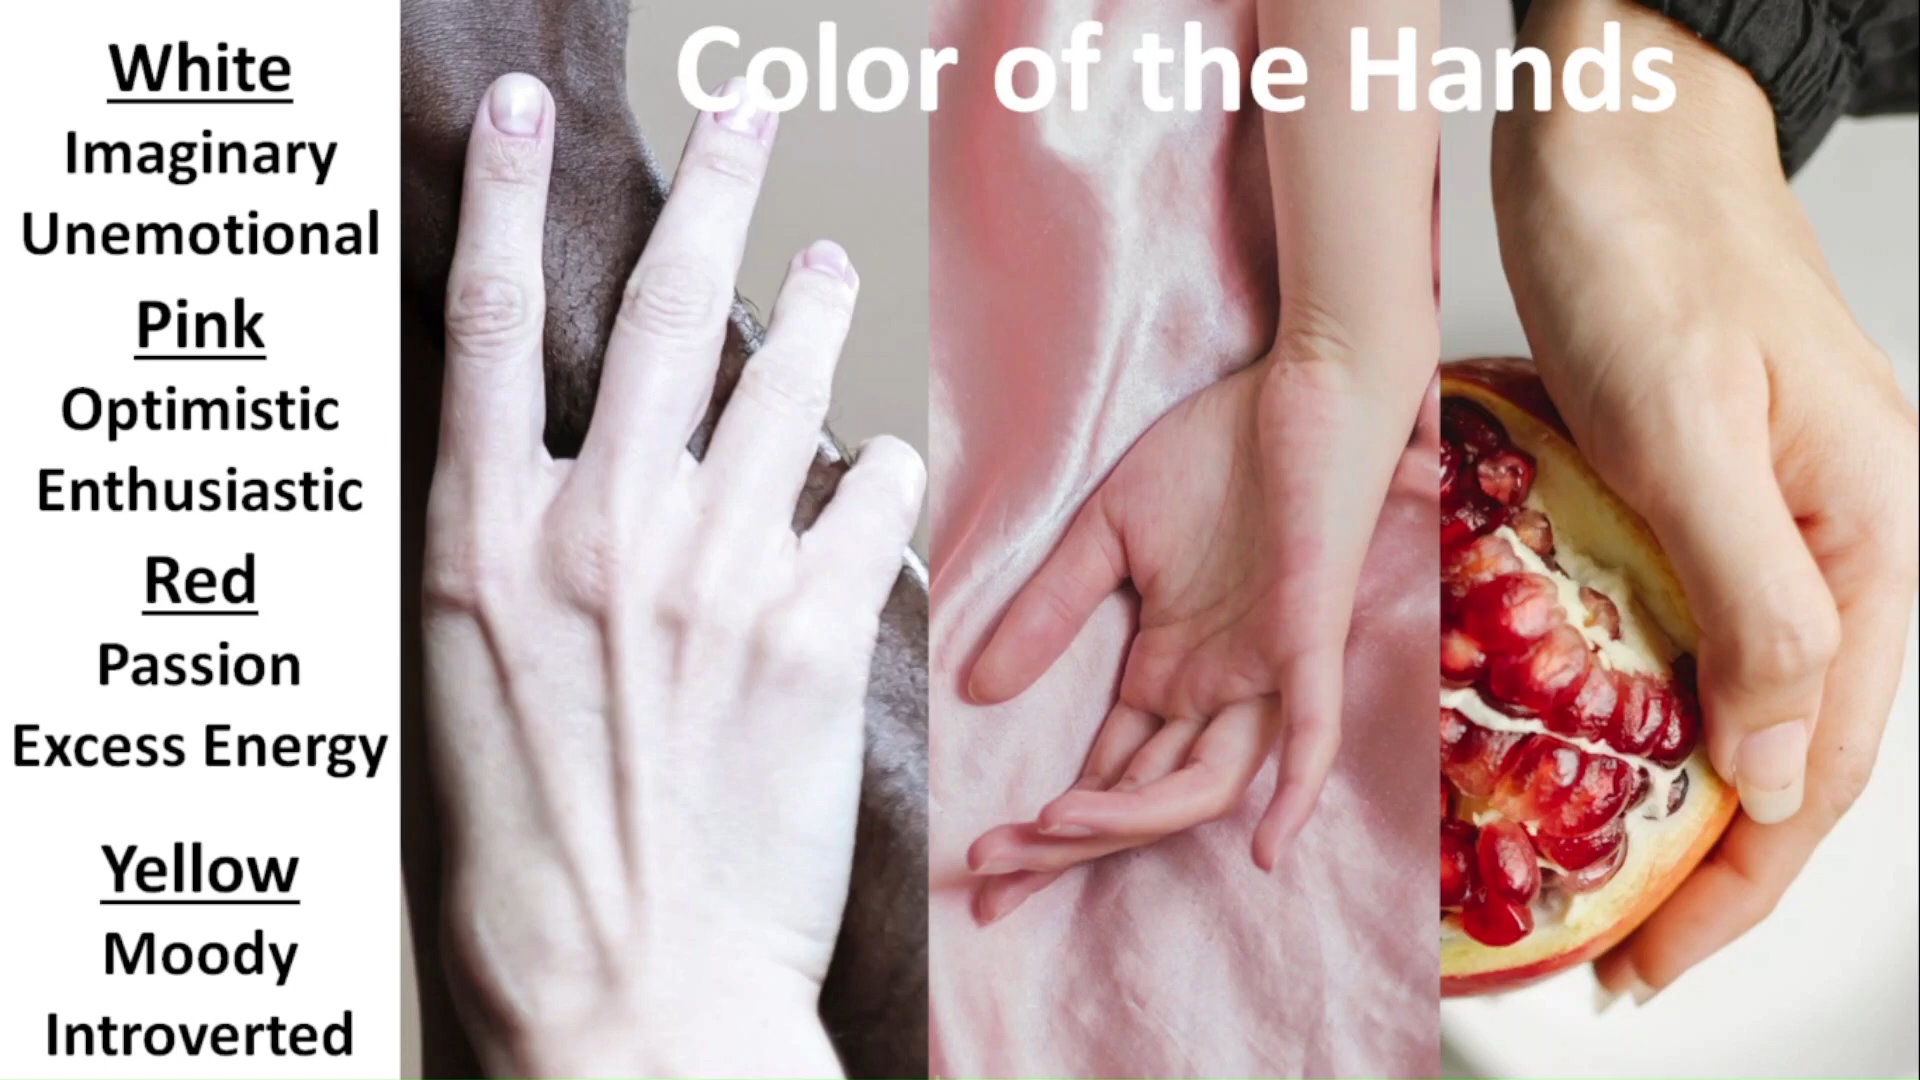 Color of the Hands
White
Imaginary
Unemotional
Pink
Optimistic
Enthusiastic
Red
Passion
Excess Energy
Yellow
Moody
Introverted